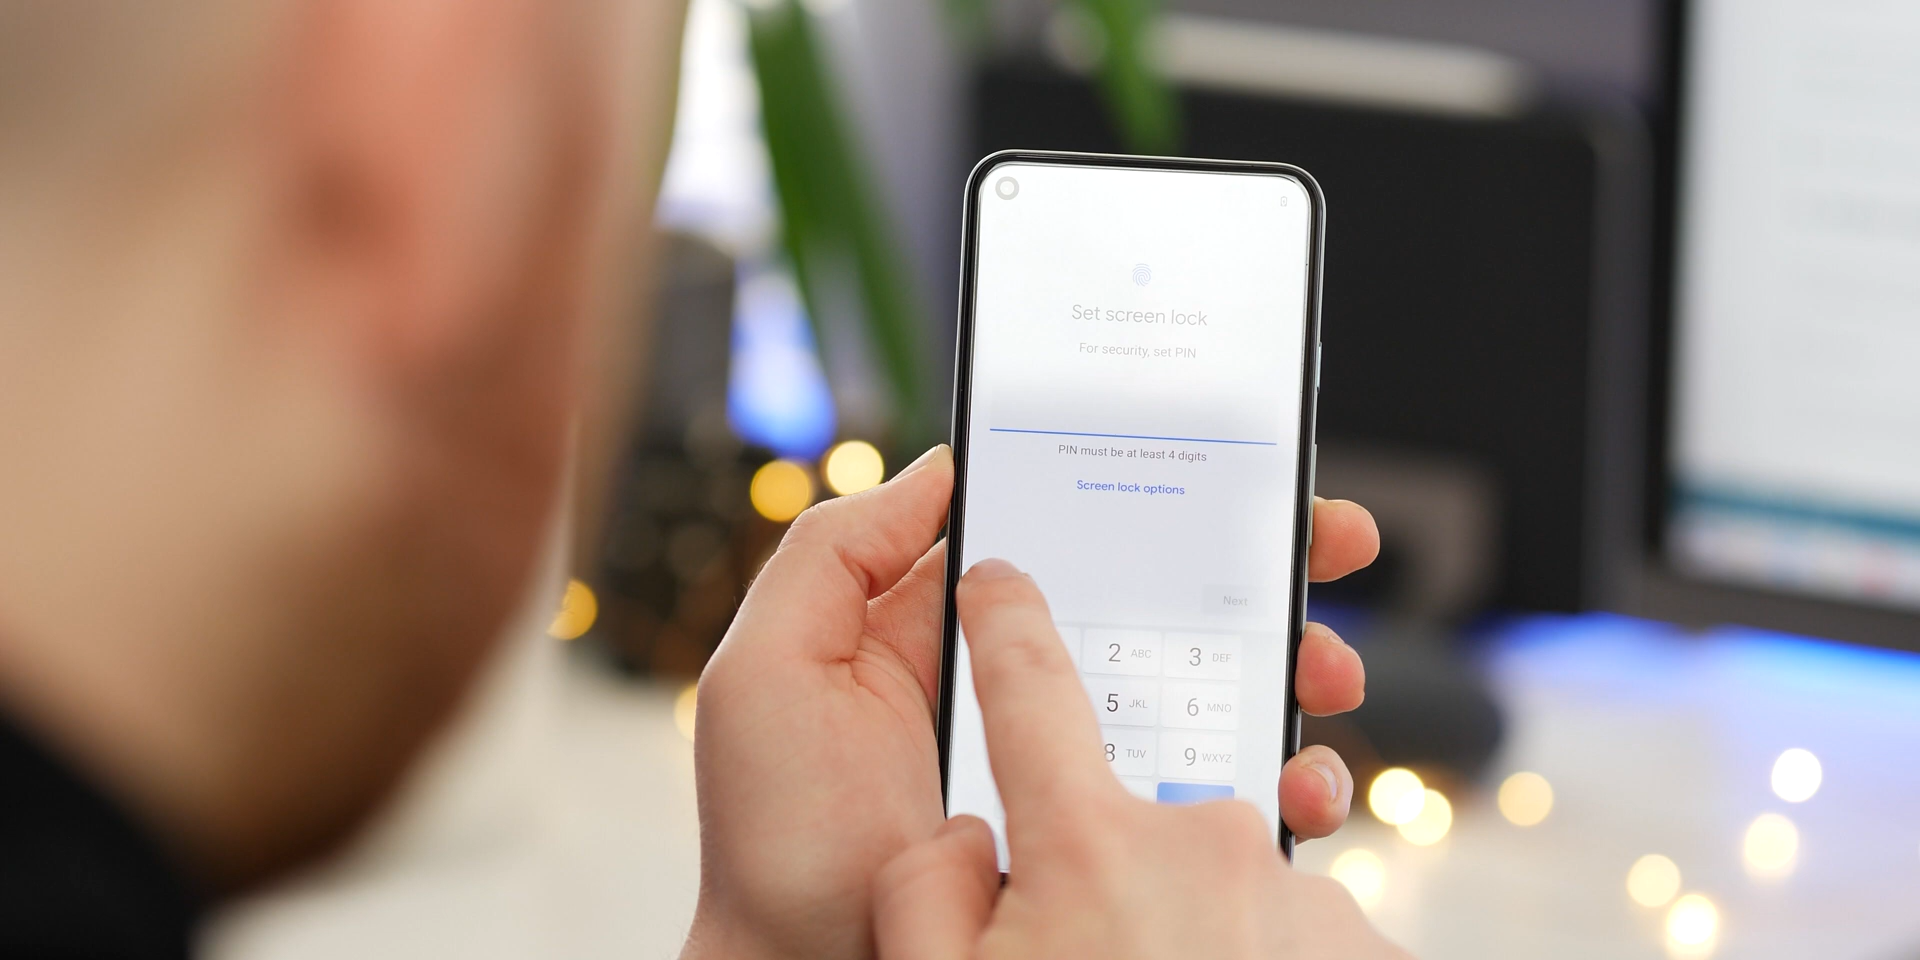 Set screen lock
For security, set PIN
PIN must be at least 4 digits
Screen lock options
Next
2 ABC 3 DEF
5 JKL 6 MNO
8 TUV 9 WXYZ